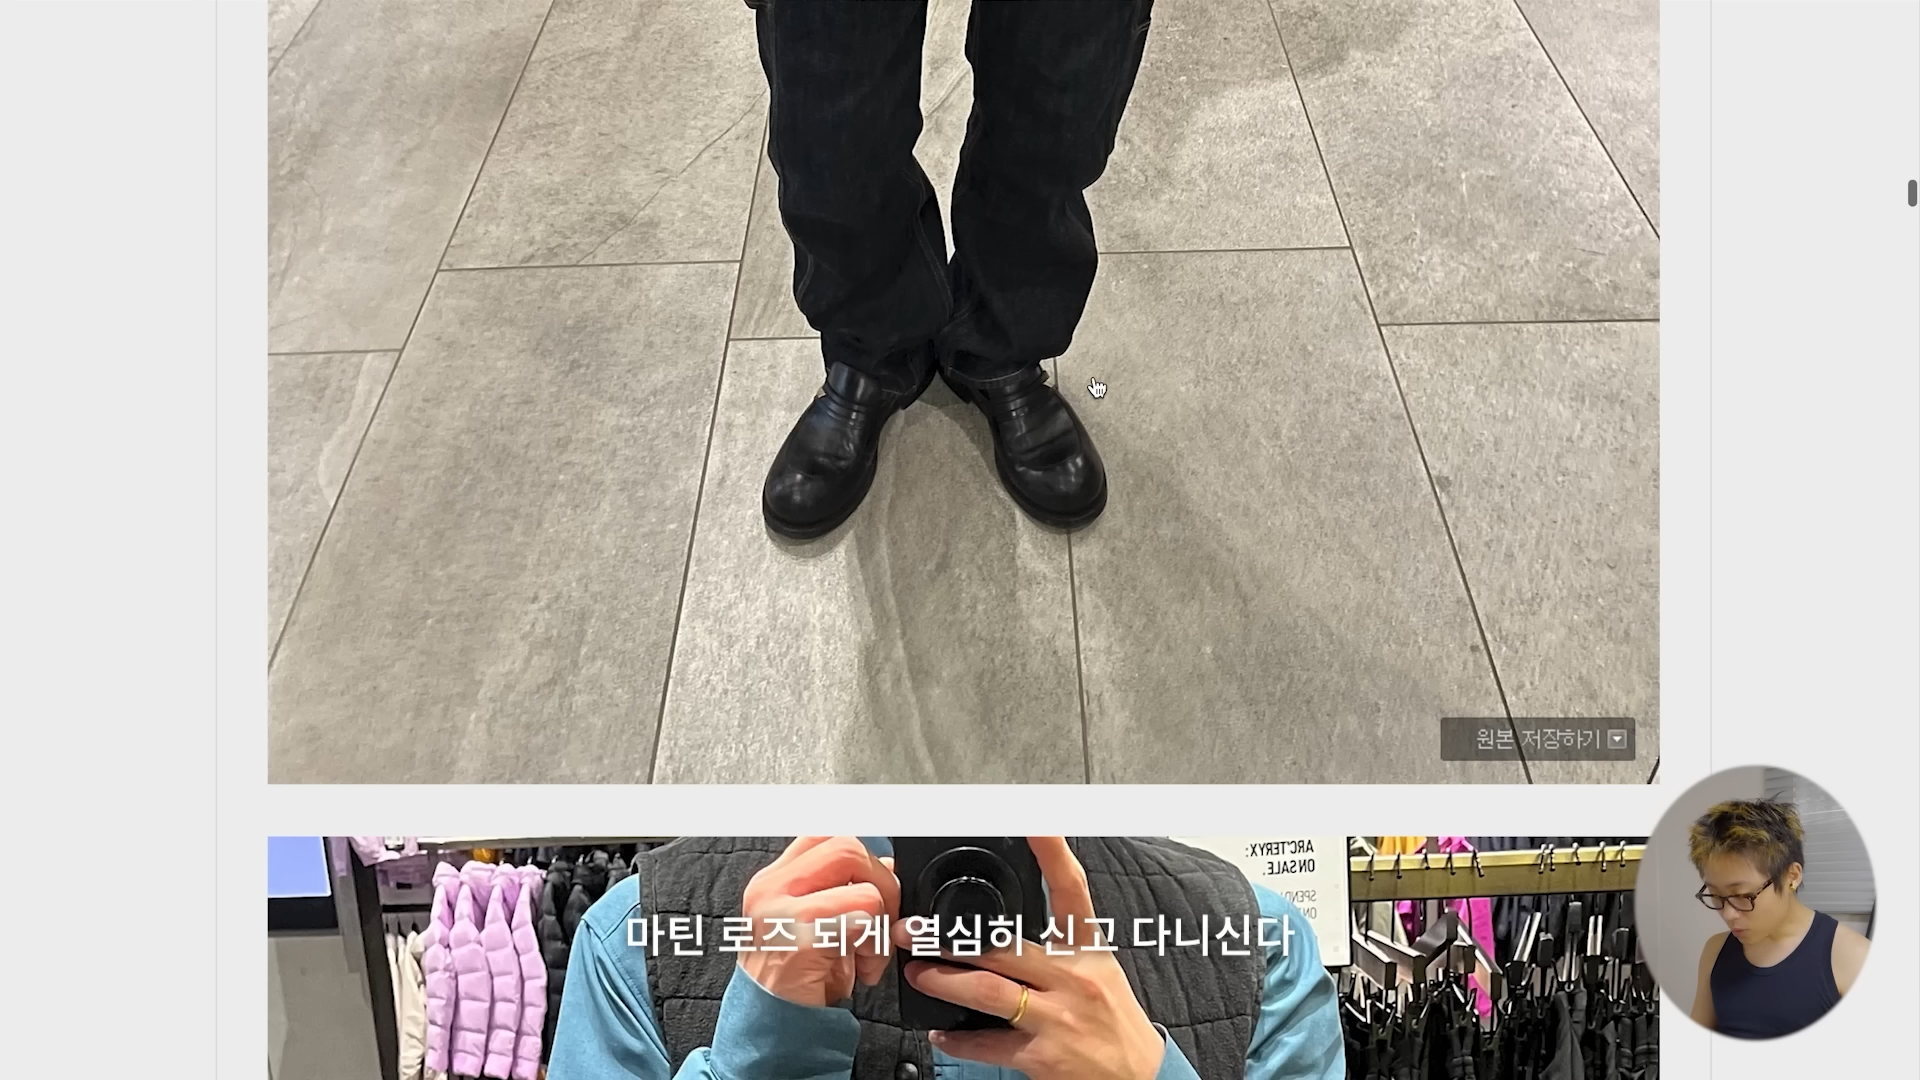 원본 저장하기
ARC'TERYX:
ON SALE.
마틴 로즈 되게 열심히 신고 다니신다